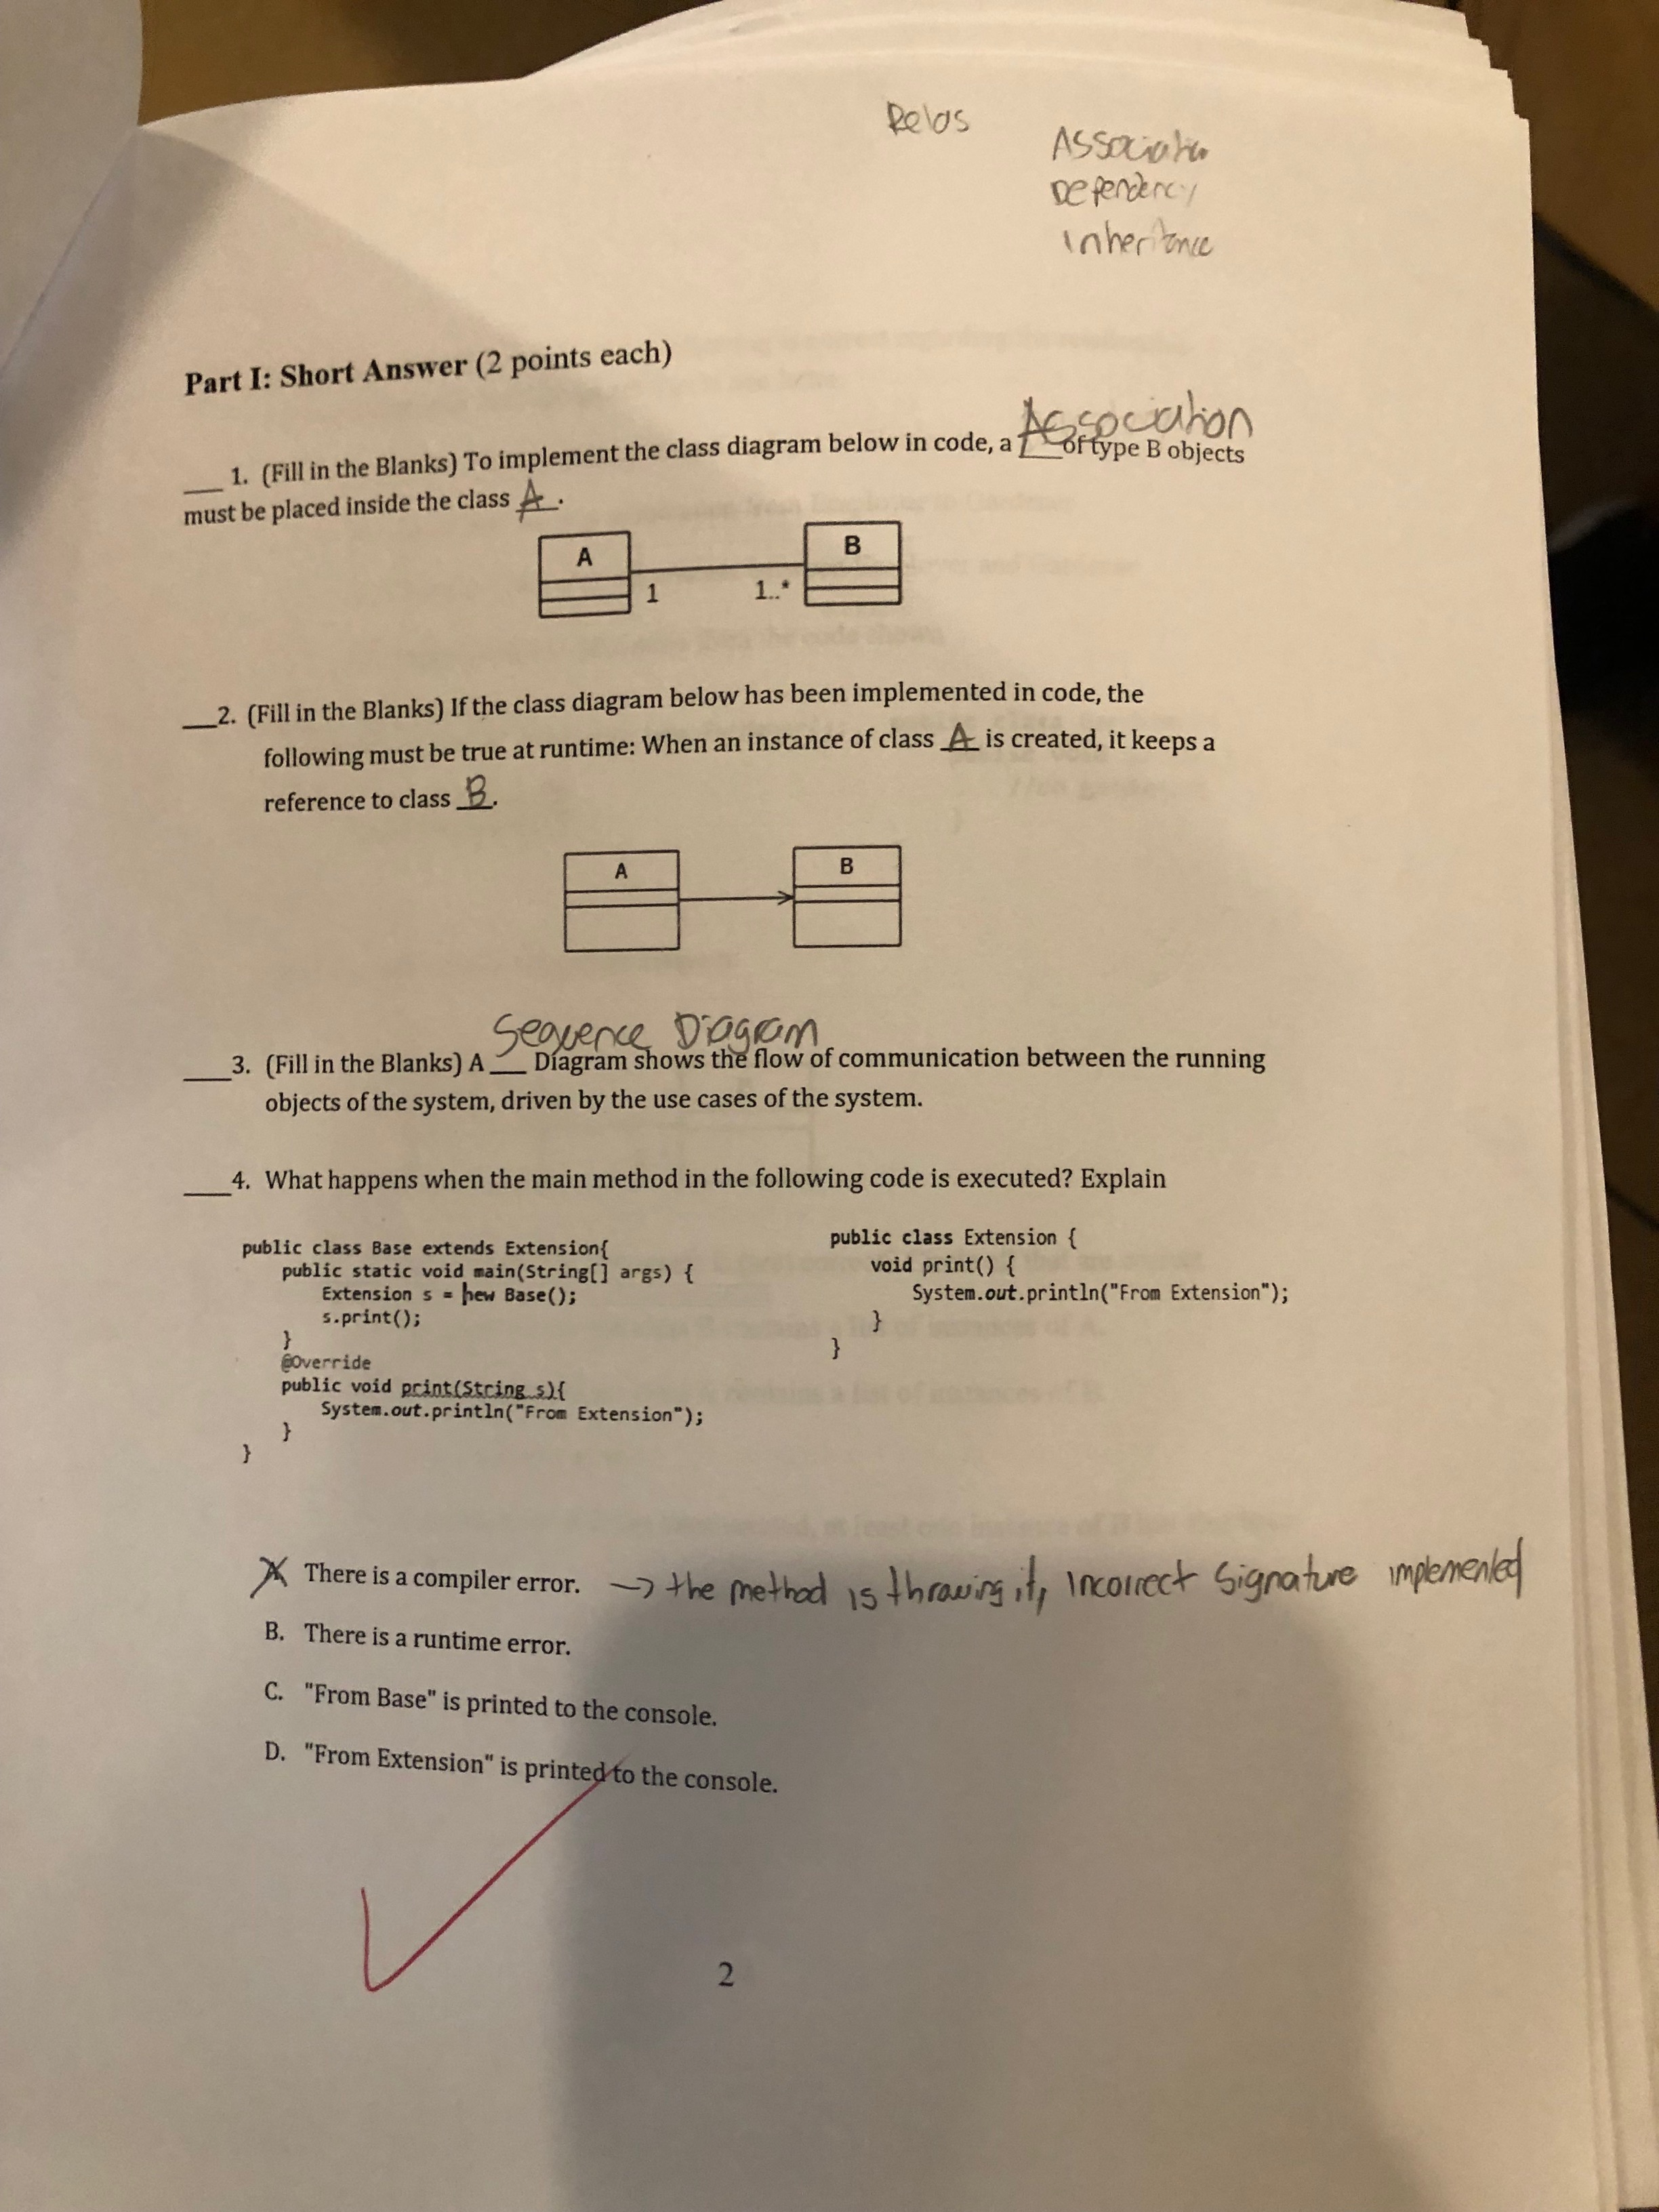 Relas
Association
Dependency
Inheritance
Part I: Short Answer (2 points each)
Association
___ 1. (Fill in the Blanks) To implement the class diagram below in code, a ___ of type B objects
must be placed inside the class A.
A
B
1
1..*
___2. (Fill in the Blanks) If the class diagram below has been implemented in code, the
following must be true at runtime: When an instance of class A is created, it keeps a
reference to class B.
A
B
Sequence Diagram
___3. (Fill in the Blanks) A ___ Diagram shows the flow of communication between the running
objects of the system, driven by the use cases of the system.
___4. What happens when the main method in the following code is executed? Explain
public class Base extends Extension{
public static void main(String[] args) {
Extension s = new Base();
s.print();
}
@Override
public void print(String s){
System.out.println("From Extension");
}
}
public class Extension {
void print() {
System.out.println("From Extension");
}
}
There is a compiler error. → the method is throwing it, incorrect signature implemented
B. There is a runtime error.
C. "From Base" is printed to the console.
D. "From Extension" is printed to the console.
2